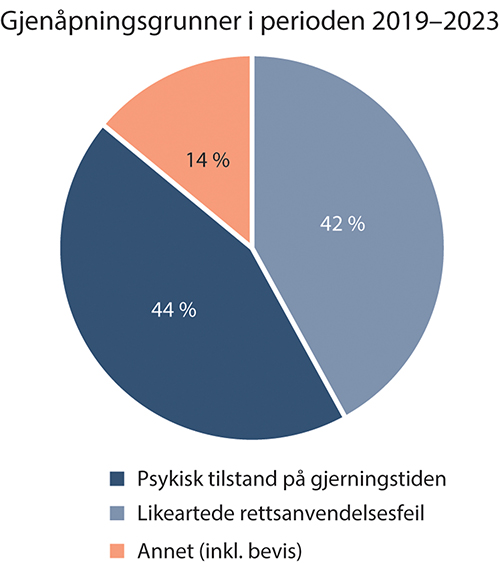 Gjenåpningsgrunner i perioden 2019–2023
14 %
42 %
44 %
Psykisk tilstand på gjerningstiden
Likeartede rettsanvendelsesfeil
Annet (inkl. bevis)